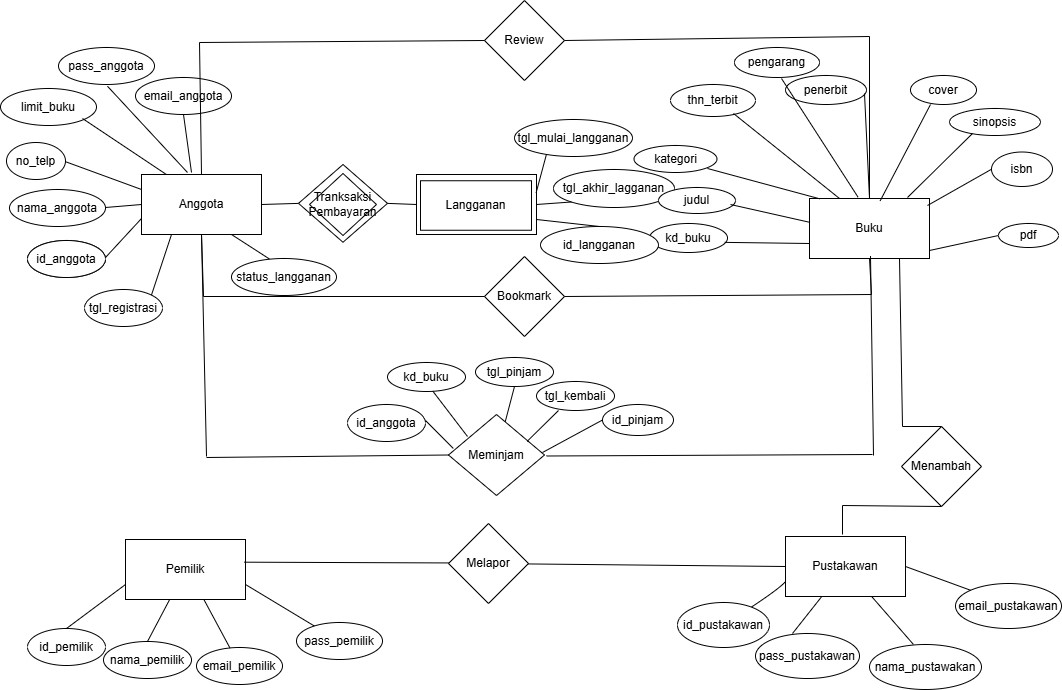 Review
pass_anggota
pengarang
email_anggota
penerbit
cover
thn_terbit
limit_buku
sinopsis
tgl_mulai_langganan
no_telp
kategori
isbn
tgl_akhir_lagganan
Tranksaksi
Pembayaran
judul
nama_anggota
Anggota
Langganan
Buku
id_langganan
kd_buku
pdf
id_anggota
status_langganan
Bookmark
tgl_registrasi
kd_buku
tgl_pinjam
tgl_kembali
id_anggota
id_pinjam
Meminjam
Menambah
Pemilik
Melapor
Pustakawan
email_pustakawan
id_pustakawan
id_pemilik
nama_pemilik
email_pemilik
pass_pemilik
pass_pustakawan
nama_pustawakan